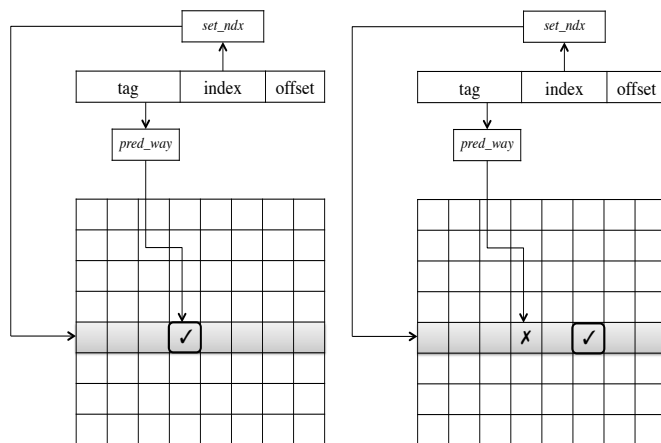 set_ndx
tag index offset
pred_way
✓
set_ndx
tag index offset
pred_way
✗ ✓